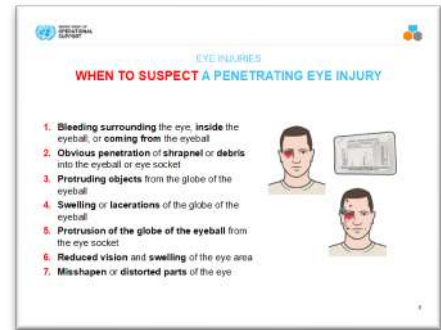 OPERATIONAL
SUPPORT
EYE INJURIES
WHEN TO SUSPECT A PENETRATING EYE INJURY
1. Bleeding surrounding the eye, inside the
eyeball, or coming from the eyeball
2. Obvious penetration of shrapnel or debris
into the eyeball or eye socket
3. Protruding objects from the globe of the
eyeball
4. Swelling or lacerations of the globe of the
eyeball
5. Protrusion of the globe of the eyeball from
the eye socket
6. Reduced vision and swelling of the eye area
7. Misshapen or distorted parts of the eye